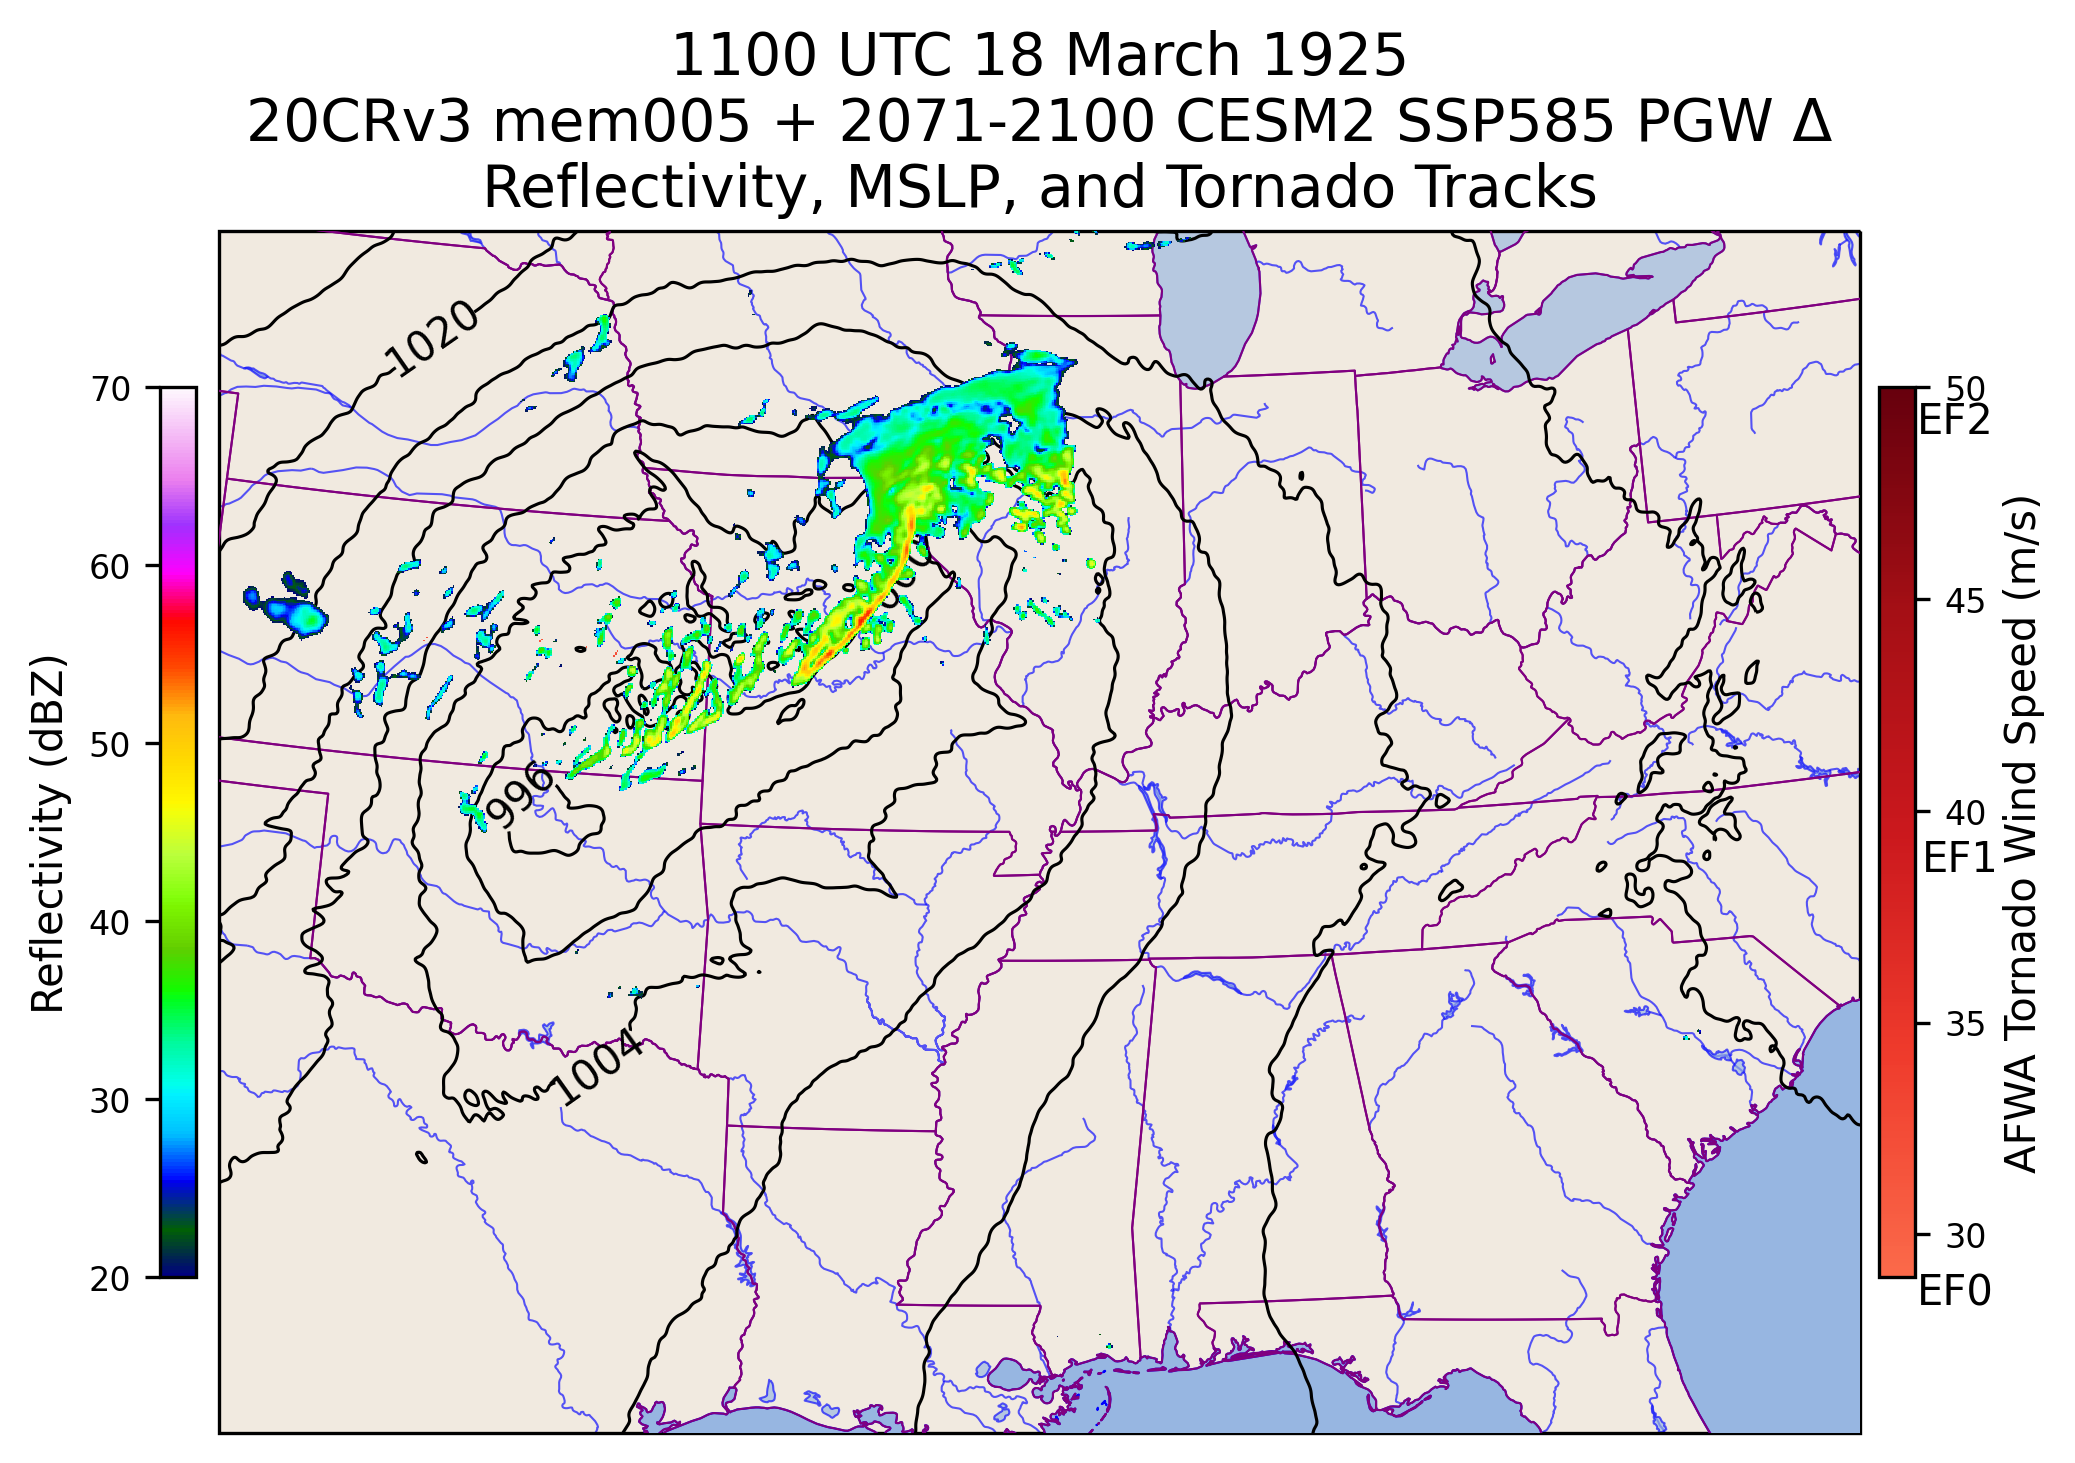 1100 UTC 18 March 1925
20CRv3 mem005 + 2071-2100 CESM2 SSP585 PGW Δ
Reflectivity, MSLP, and Tornado Tracks
1020
996
1004
Reflectivity (dBZ)
70
60
50
40
30
20
50
EF2
45
40
EF1
35
30
EF0
AFWA Tornado Wind Speed (m/s)